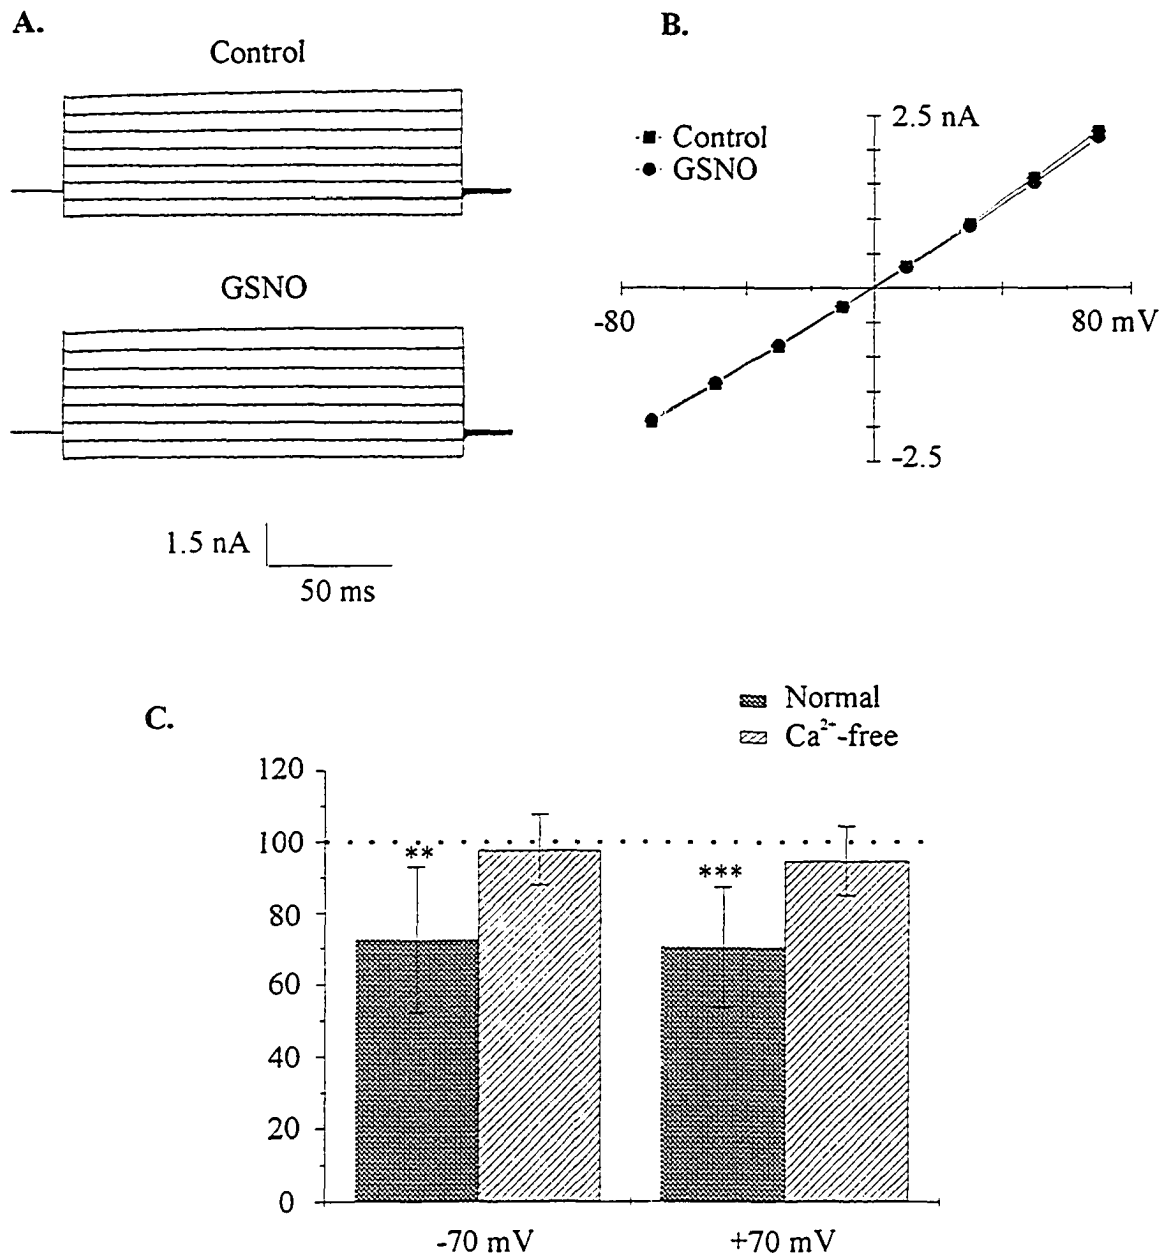 A.
Control
GSNO
1.5 nA
50 ms
B.
Control
GSNO
2.5 nA
-80
80 mV
-2.5
C.
Normal
Ca²⁺-free
120
100
80
60
40
20
0
**
***
-70 mV
+70 mV